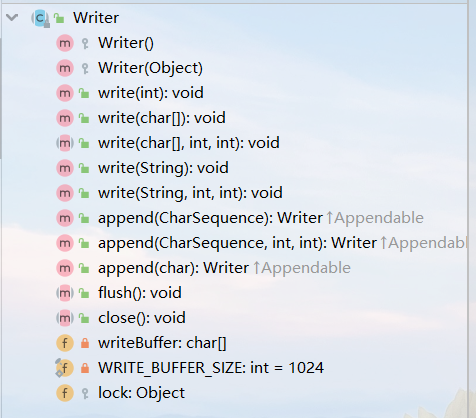 Writer
Writer()
Writer(Object)
write(int): void
write(char[]): void
write(char[], int, int): void
write(String): void
write(String, int, int): void
append(CharSequence): Writer ↑Appendable
append(CharSequence, int, int): Writer ↑Appendabl
append(char): Writer ↑Appendable
flush(): void
close(): void
writeBuffer: char[]
WRITE_BUFFER_SIZE: int = 1024
lock: Object